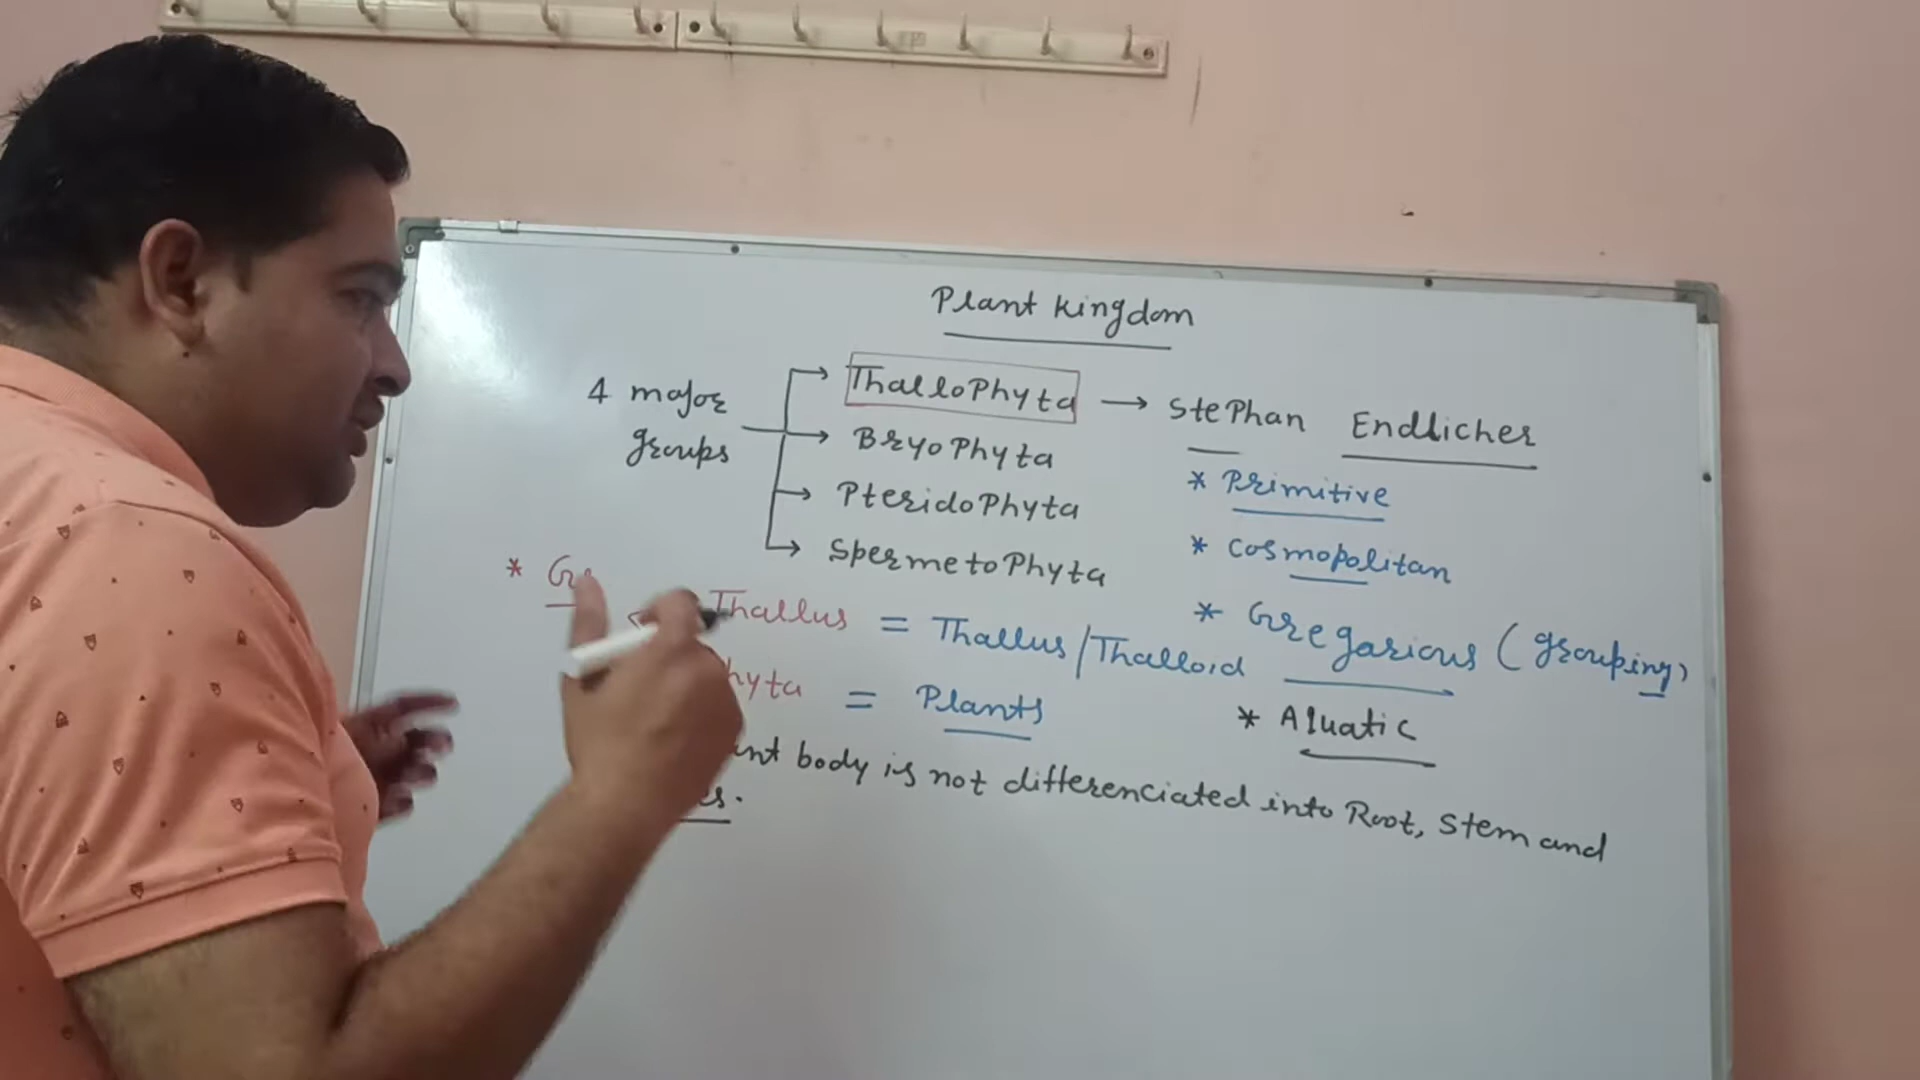 Plant kingdom
4 major groups
ThalloPhyta → StePhan Endlicher
BryoPhyta
PteridoPhyta
SpermetoPhyta
* Primitive
* Cosmopolitan
* Gregarious (grouping)
* Aquatic
Thallus = Thallus/Thalloid
hyta = Plants
body is not differenciated into Root, Stem and